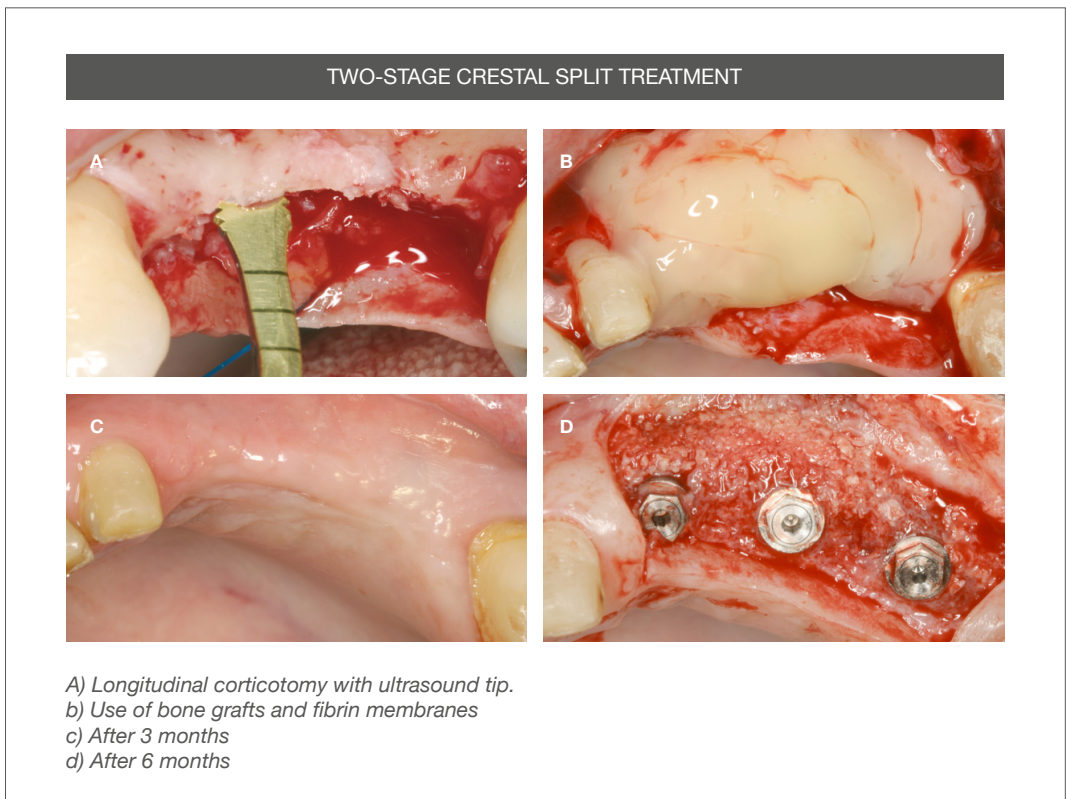 TWO-STAGE CRESTAL SPLIT TREATMENT
A
B
C
D
A) Longitudinal corticotomy with ultrasound tip.
b) Use of bone grafts and fibrin membranes
c) After 3 months
d) After 6 months